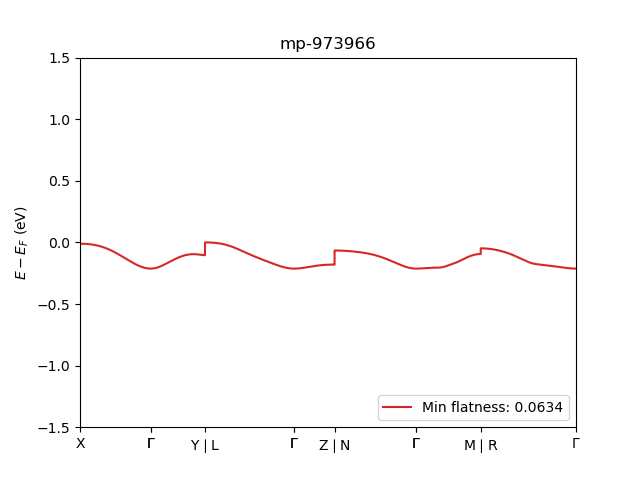 mp-973966
1.5
1.0
0.5
0.0
−0.5
−1.0
−1.5
E − E_F (eV)
Min flatness: 0.0634
X Γ Y | L Γ Z | N Γ M | R Γ